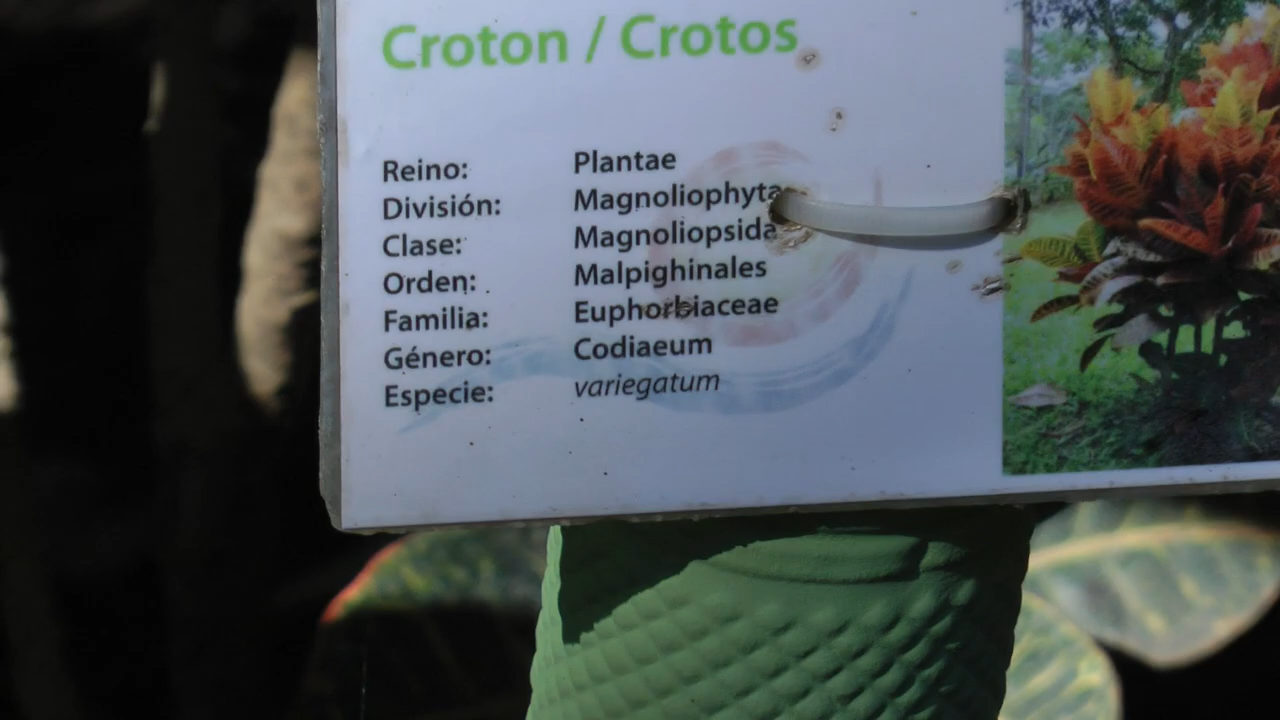 Croton / Crotos
Reino: Plantae
División: Magnoliophyta
Clase: Magnoliopsida
Orden: Malpighinales
Familia: Euphorbiaceae
Género: Codiaeum
Especie: variegatum